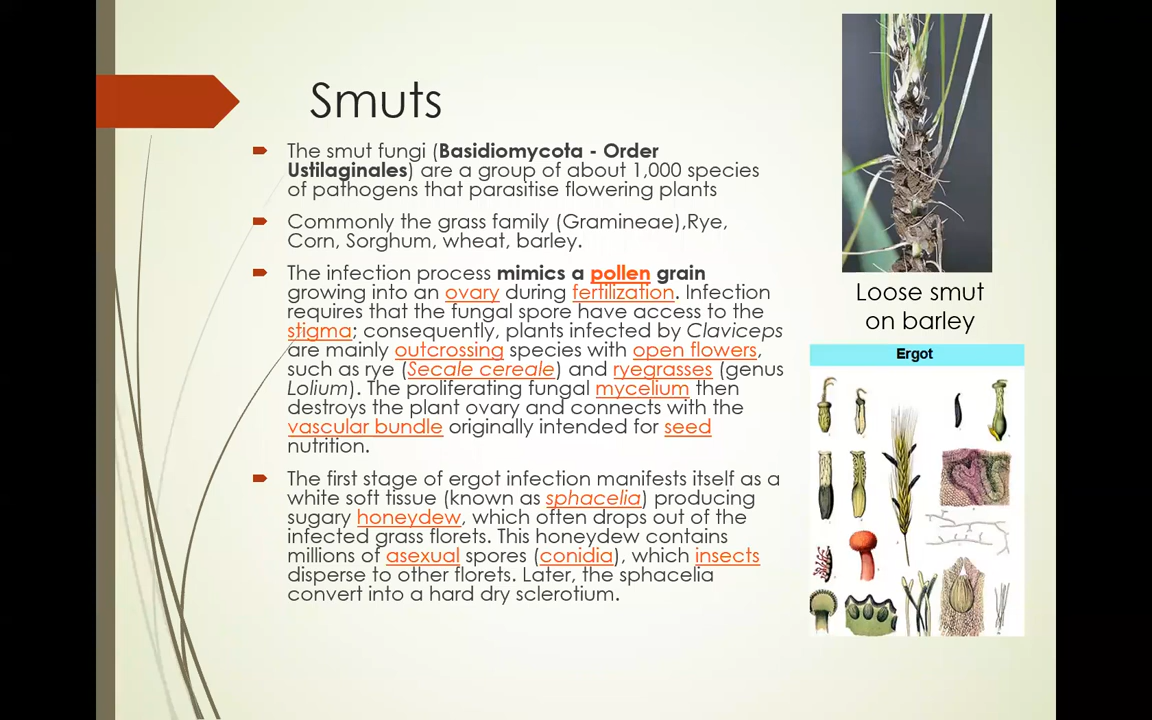 Smuts
The smut fungi (Basidiomycota - Order
Ustilaginales) are a group of about 1,000 species
of pathogens that parasitise flowering plants
Commonly the grass family (Gramineae),Rye,
Corn, Sorghum, wheat, barley.
The infection process mimics a pollen grain
growing into an ovary during fertilization. Infection
requires that the fungal spore have access to the
stigma; consequently, plants infected by Claviceps
are mainly outcrossing species with open flowers,
such as rye (Secale cereale) and ryegrasses (genus
Lolium). The proliferating fungal mycelium then
destroys the plant ovary and connects with the
vascular bundle originally intended for seed
nutrition.
The first stage of ergot infection manifests itself as a
white soft tissue (known as sphacelia) producing
sugary honeydew, which often drops out of the
infected grass florets. This honeydew contains
millions of asexual spores (conidia), which insects
disperse to other florets. Later, the sphacelia
convert into a hard dry sclerotium.
Loose smut
on barley
Ergot